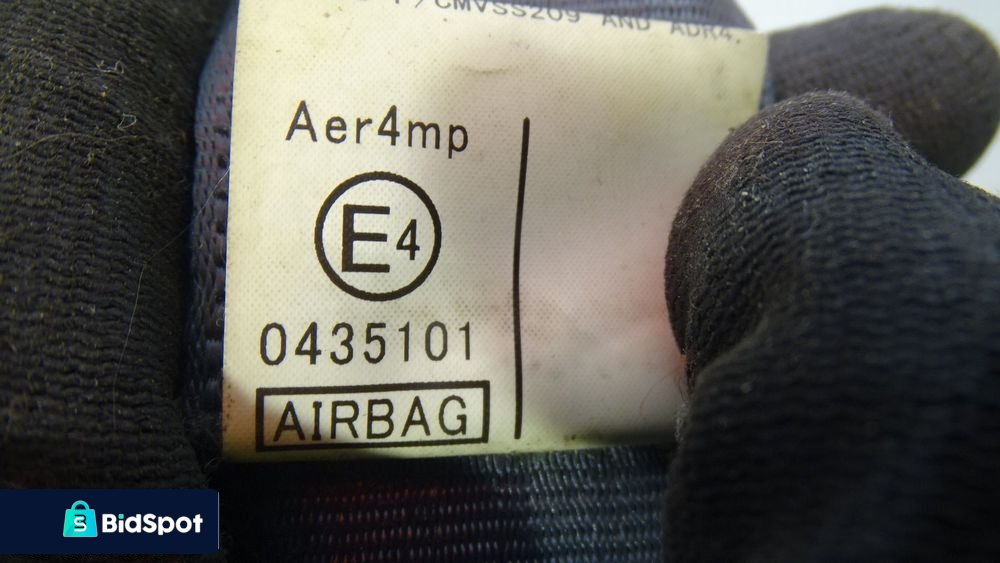 /CMVSS209 AND ADR4.
Aer4mp
E4
0435101
AIRBAG
BidSpot